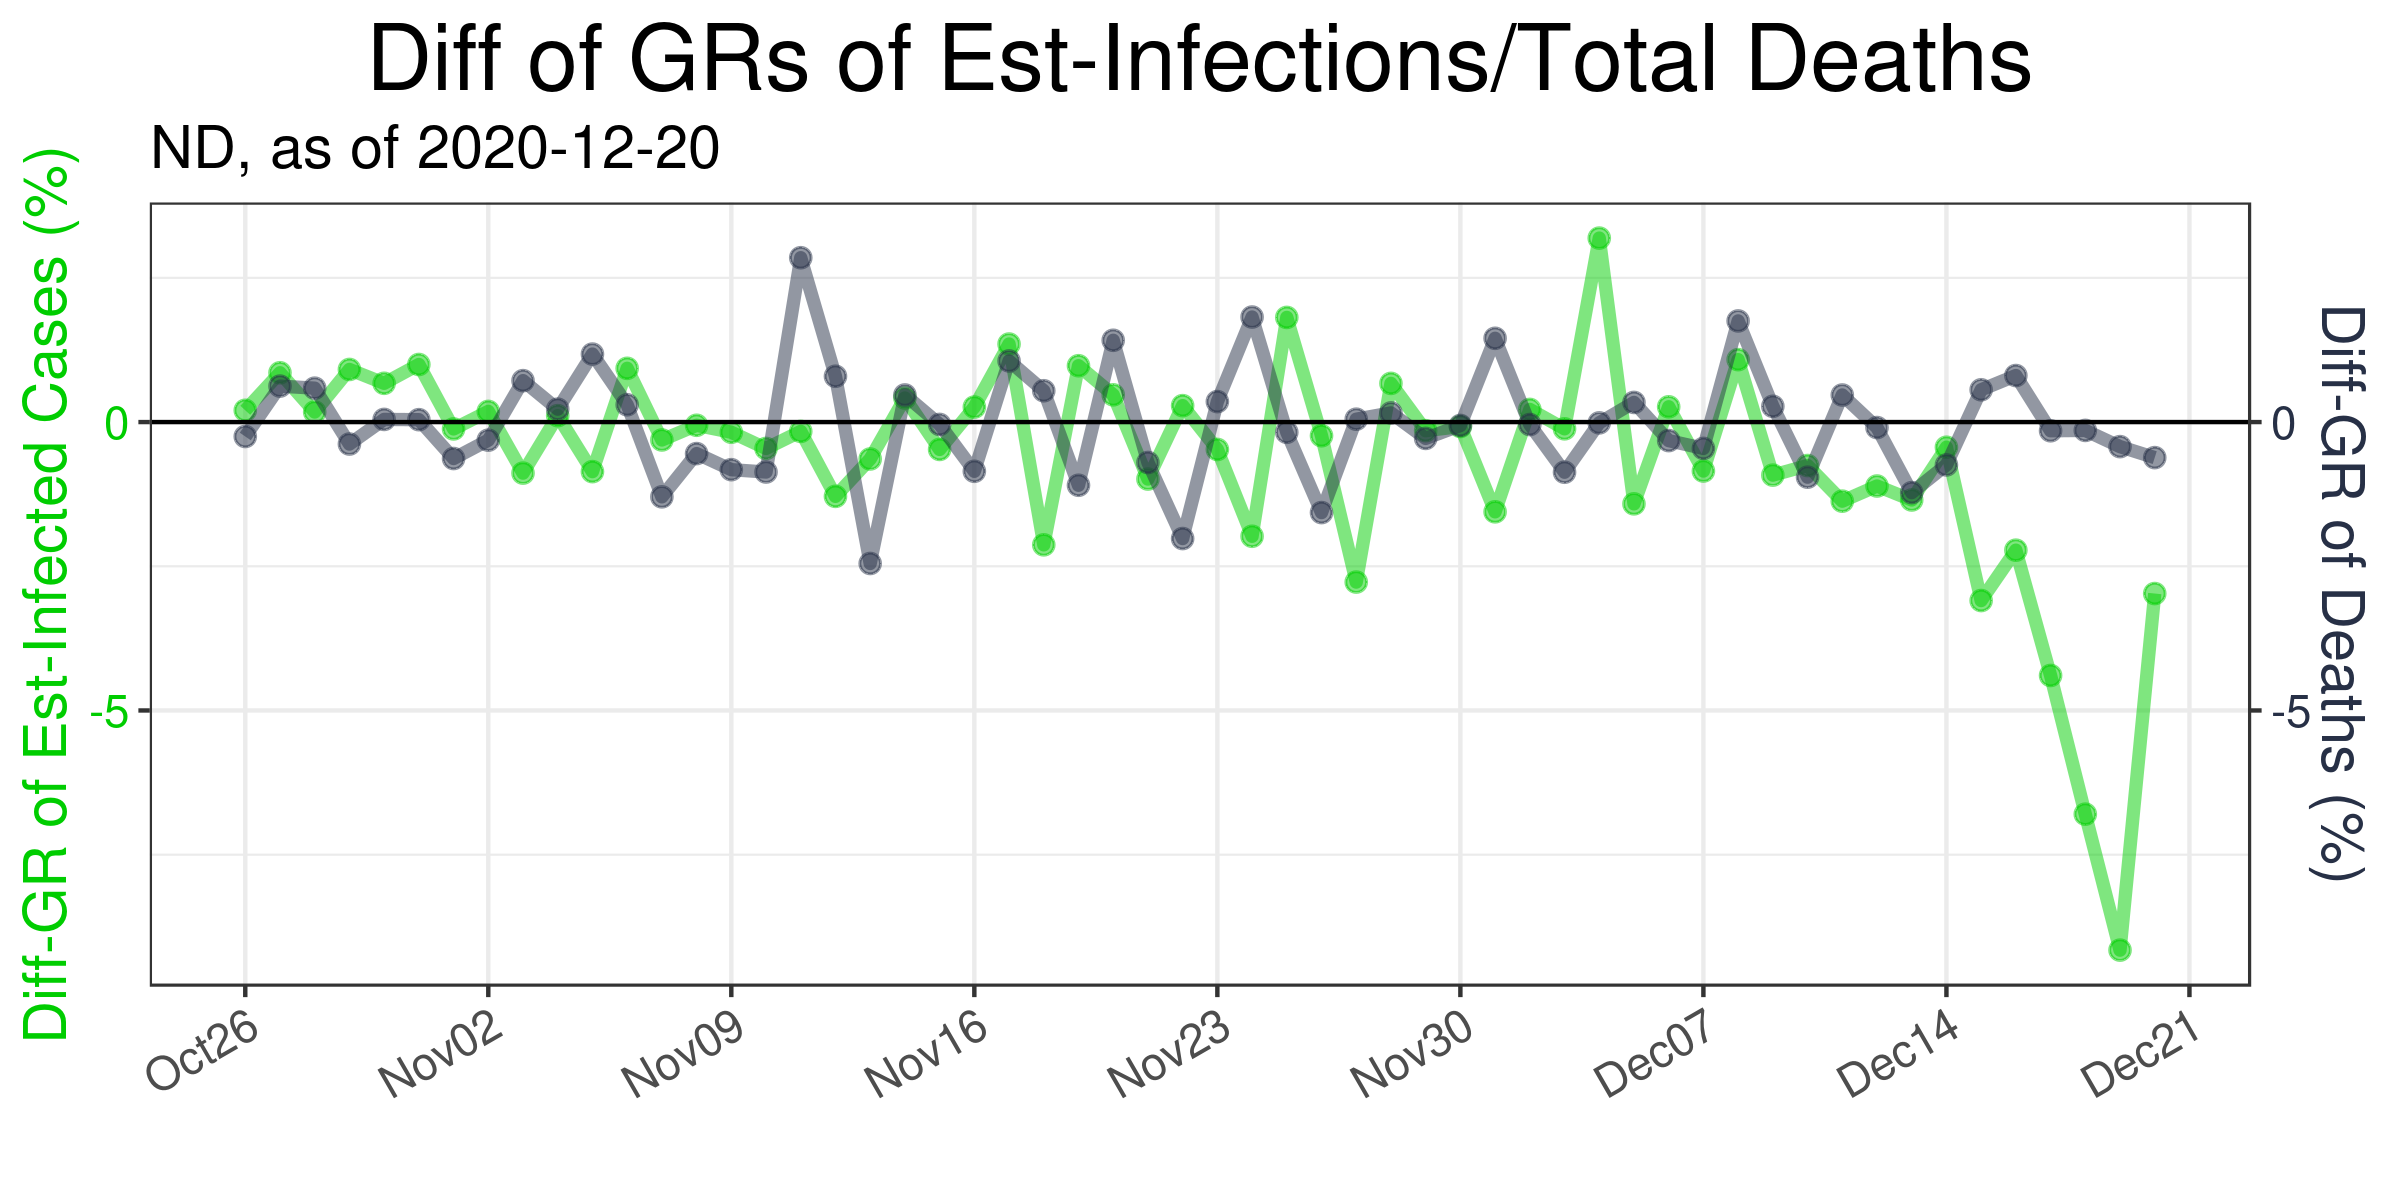 Diff of GRs of Est-Infections/Total Deaths
ND, as of 2020-12-20
Diff-GR of Est-Infected Cases (%)
0
-5
0
-5
Diff-GR of Deaths (%)
Oct26
Nov02
Nov09
Nov16
Nov23
Nov30
Dec07
Dec14
Dec21